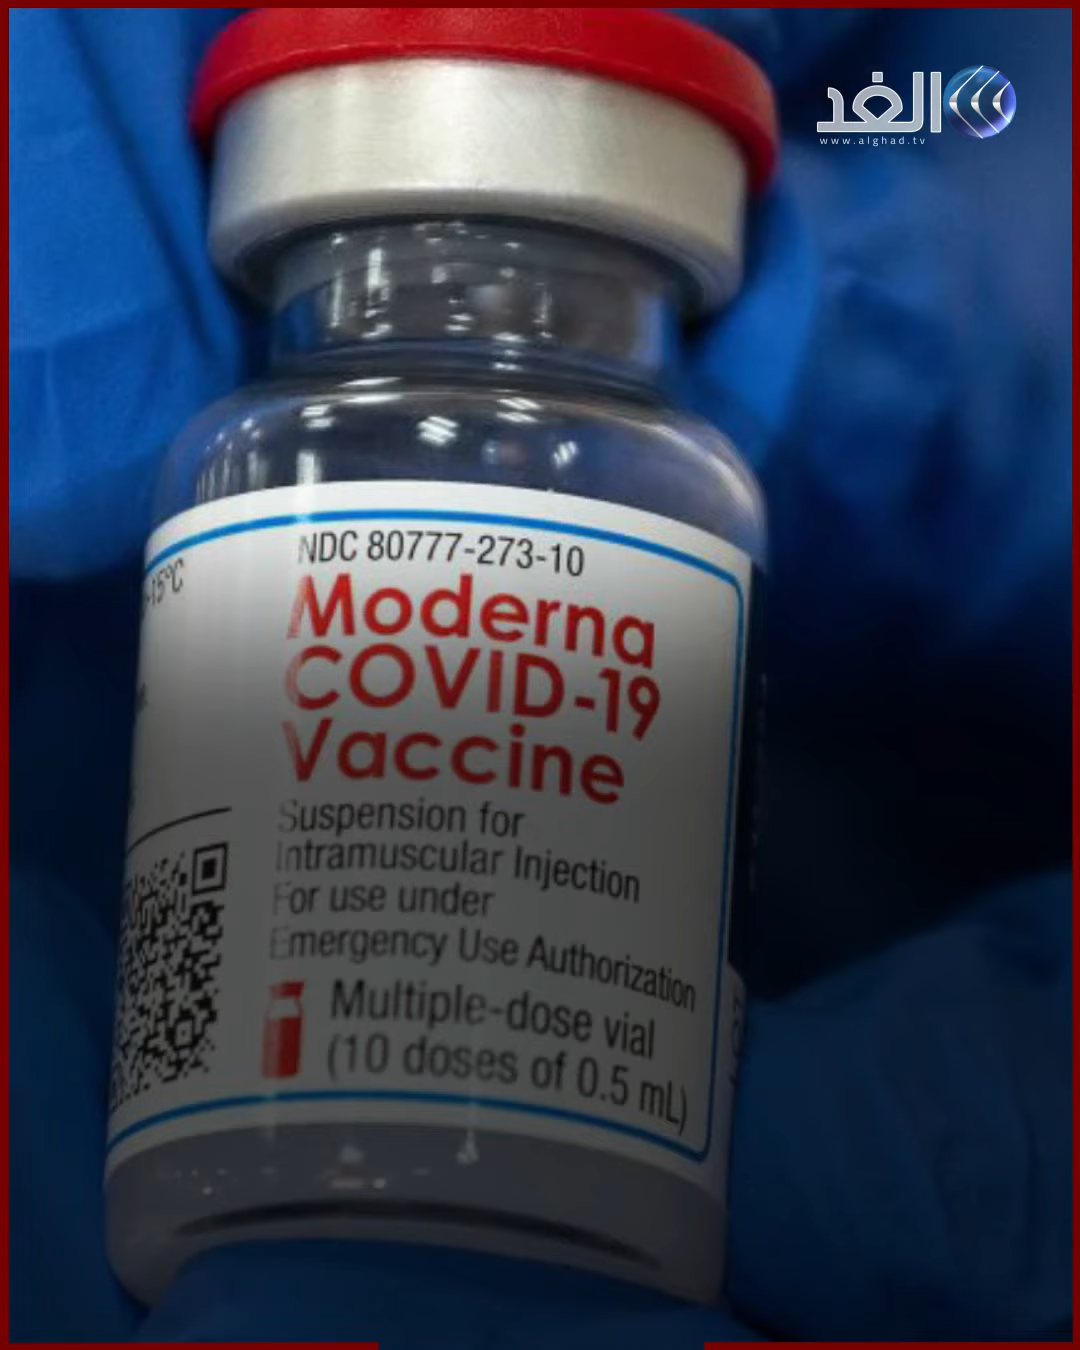 الغد
www.alghad.tv
-15°C
NDC 80777-273-10
Moderna
COVID-19
Vaccine
Suspension for
Intramuscular Injection
For use under
Emergency Use Authorization
Multiple-dose vial
(10 doses of 0.5 mL)